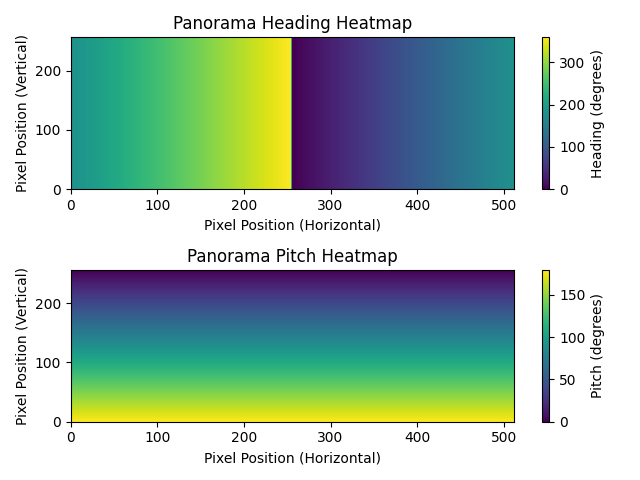 Panorama Heading Heatmap
Pixel Position (Vertical)
200
100
0
0 100 200 300 400 500
Pixel Position (Horizontal)
300
200
100
0
Heading (degrees)
Panorama Pitch Heatmap
Pixel Position (Vertical)
200
100
0
0 100 200 300 400 500
Pixel Position (Horizontal)
150
100
50
0
Pitch (degrees)